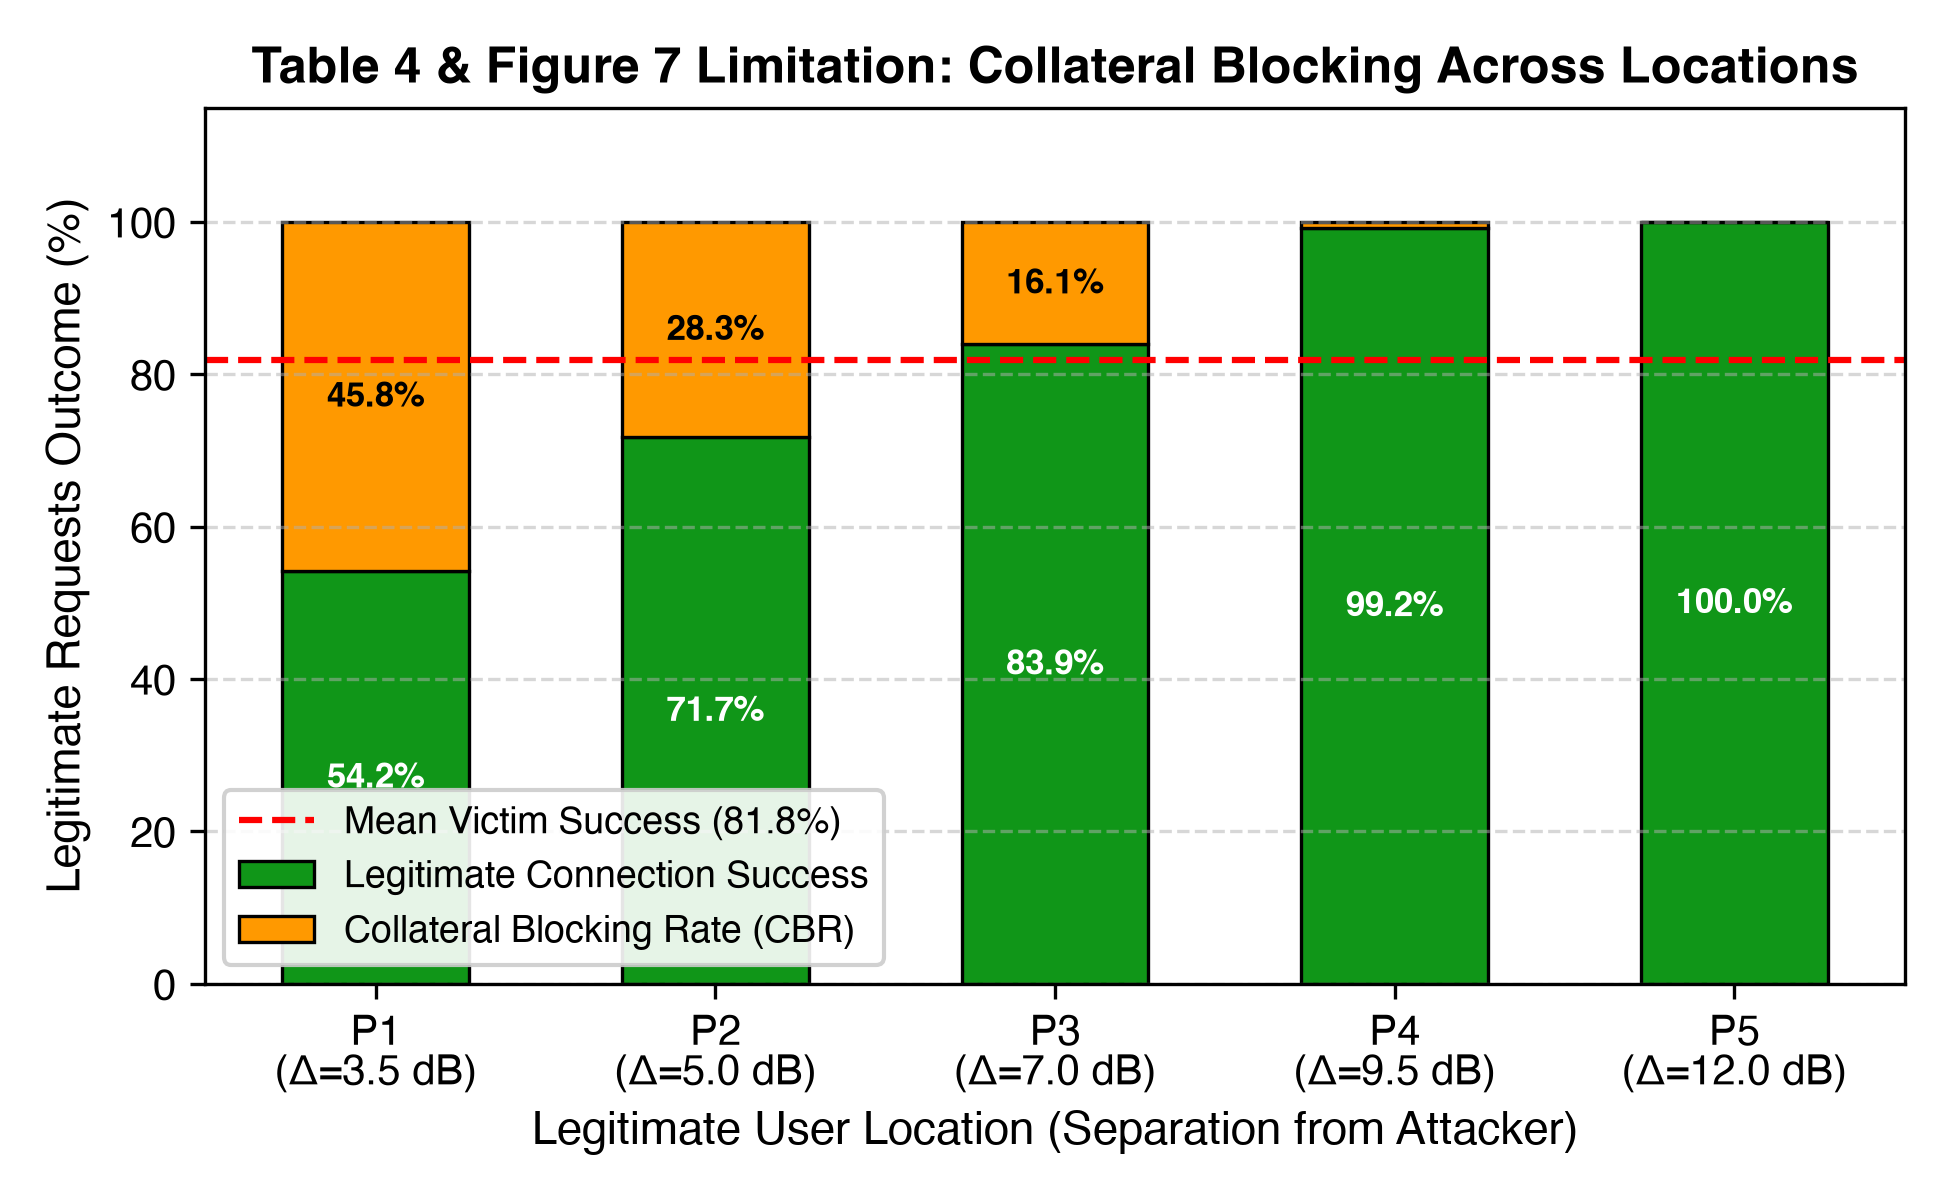 Table 4 & Figure 7 Limitation: Collateral Blocking Across Locations
Legitimate Requests Outcome (%)
100
80
60
40
20
0
45.8%
28.3%
16.1%
54.2%
71.7%
83.9%
99.2%
100.0%
Mean Victim Success (81.8%)
Legitimate Connection Success
Collateral Blocking Rate (CBR)
P1
(Δ=3.5 dB)
P2
(Δ=5.0 dB)
P3
(Δ=7.0 dB)
P4
(Δ=9.5 dB)
P5
(Δ=12.0 dB)
Legitimate User Location (Separation from Attacker)